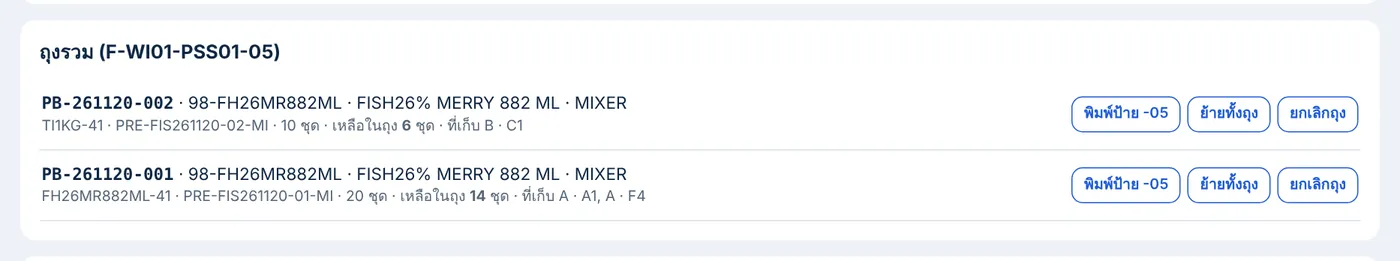 ถุงรวม (F-WI01-PSS01-05)
PB-261120-002 · 98-FH26MR882ML · FISH26% MERRY 882 ML · MIXER
TI1KG-41 · PRE-FIS261120-02-MI · 10 ชุด · เหลือในถุง 6 ชุด · ที่เก็บ B · C1
พิมพ์ป้าย -05 ย้ายทั้งถุง ยกเลิกถุง
PB-261120-001 · 98-FH26MR882ML · FISH26% MERRY 882 ML · MIXER
FH26MR882ML-41 · PRE-FIS261120-01-MI · 20 ชุด · เหลือในถุง 14 ชุด · ที่เก็บ A · A1, A · F4
พิมพ์ป้าย -05 ย้ายทั้งถุง ยกเลิกถุง